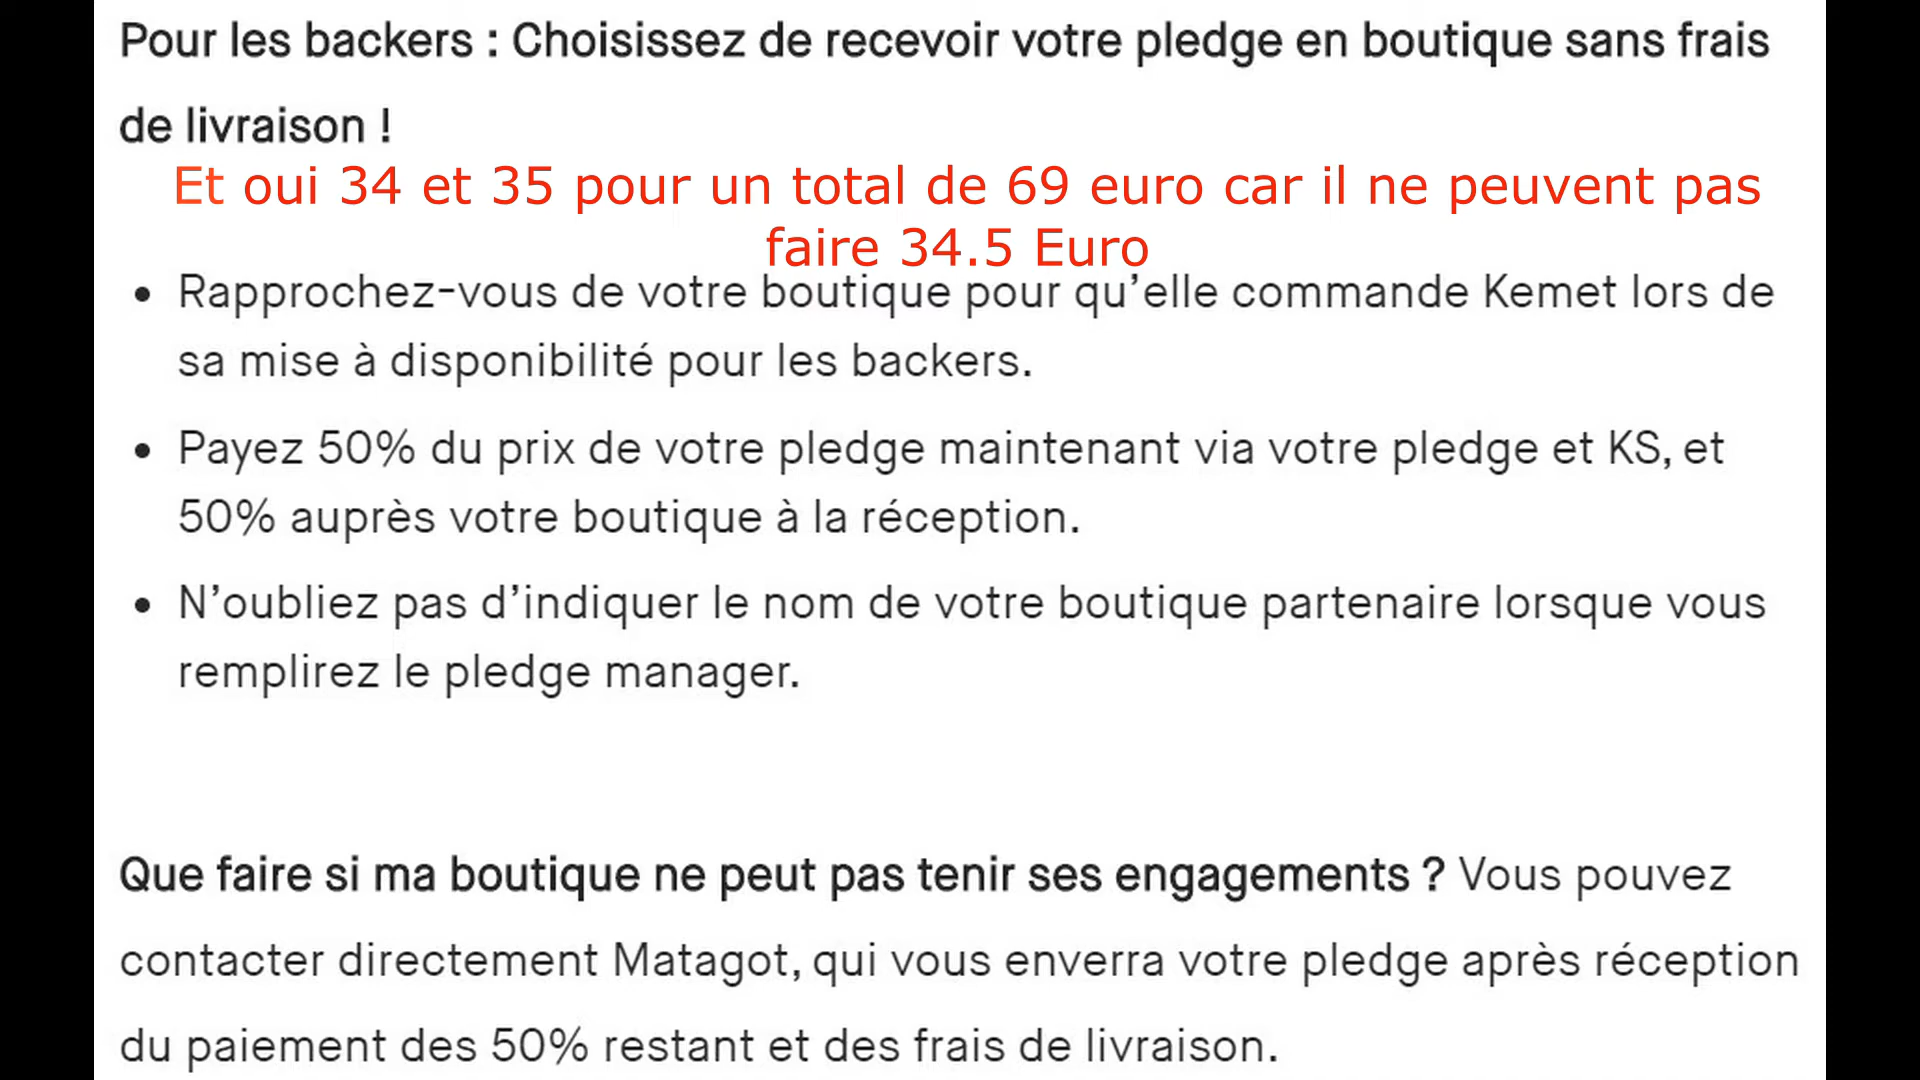 Pour les backers : Choisissez de recevoir votre pledge en boutique sans frais
de livraison !
Et oui 34 et 35 pour un total de 69 euro car il ne peuvent pas
faire 34.5 Euro
• Rapprochez-vous de votre boutique pour qu’elle commande Kemet lors de
sa mise à disponibilité pour les backers.
• Payez 50% du prix de votre pledge maintenant via votre pledge et KS, et
50% auprès votre boutique à la réception.
• N’oubliez pas d’indiquer le nom de votre boutique partenaire lorsque vous
remplirez le pledge manager.
Que faire si ma boutique ne peut pas tenir ses engagements ? Vous pouvez
contacter directement Matagot, qui vous enverra votre pledge après réception
du paiement des 50% restant et des frais de livraison.